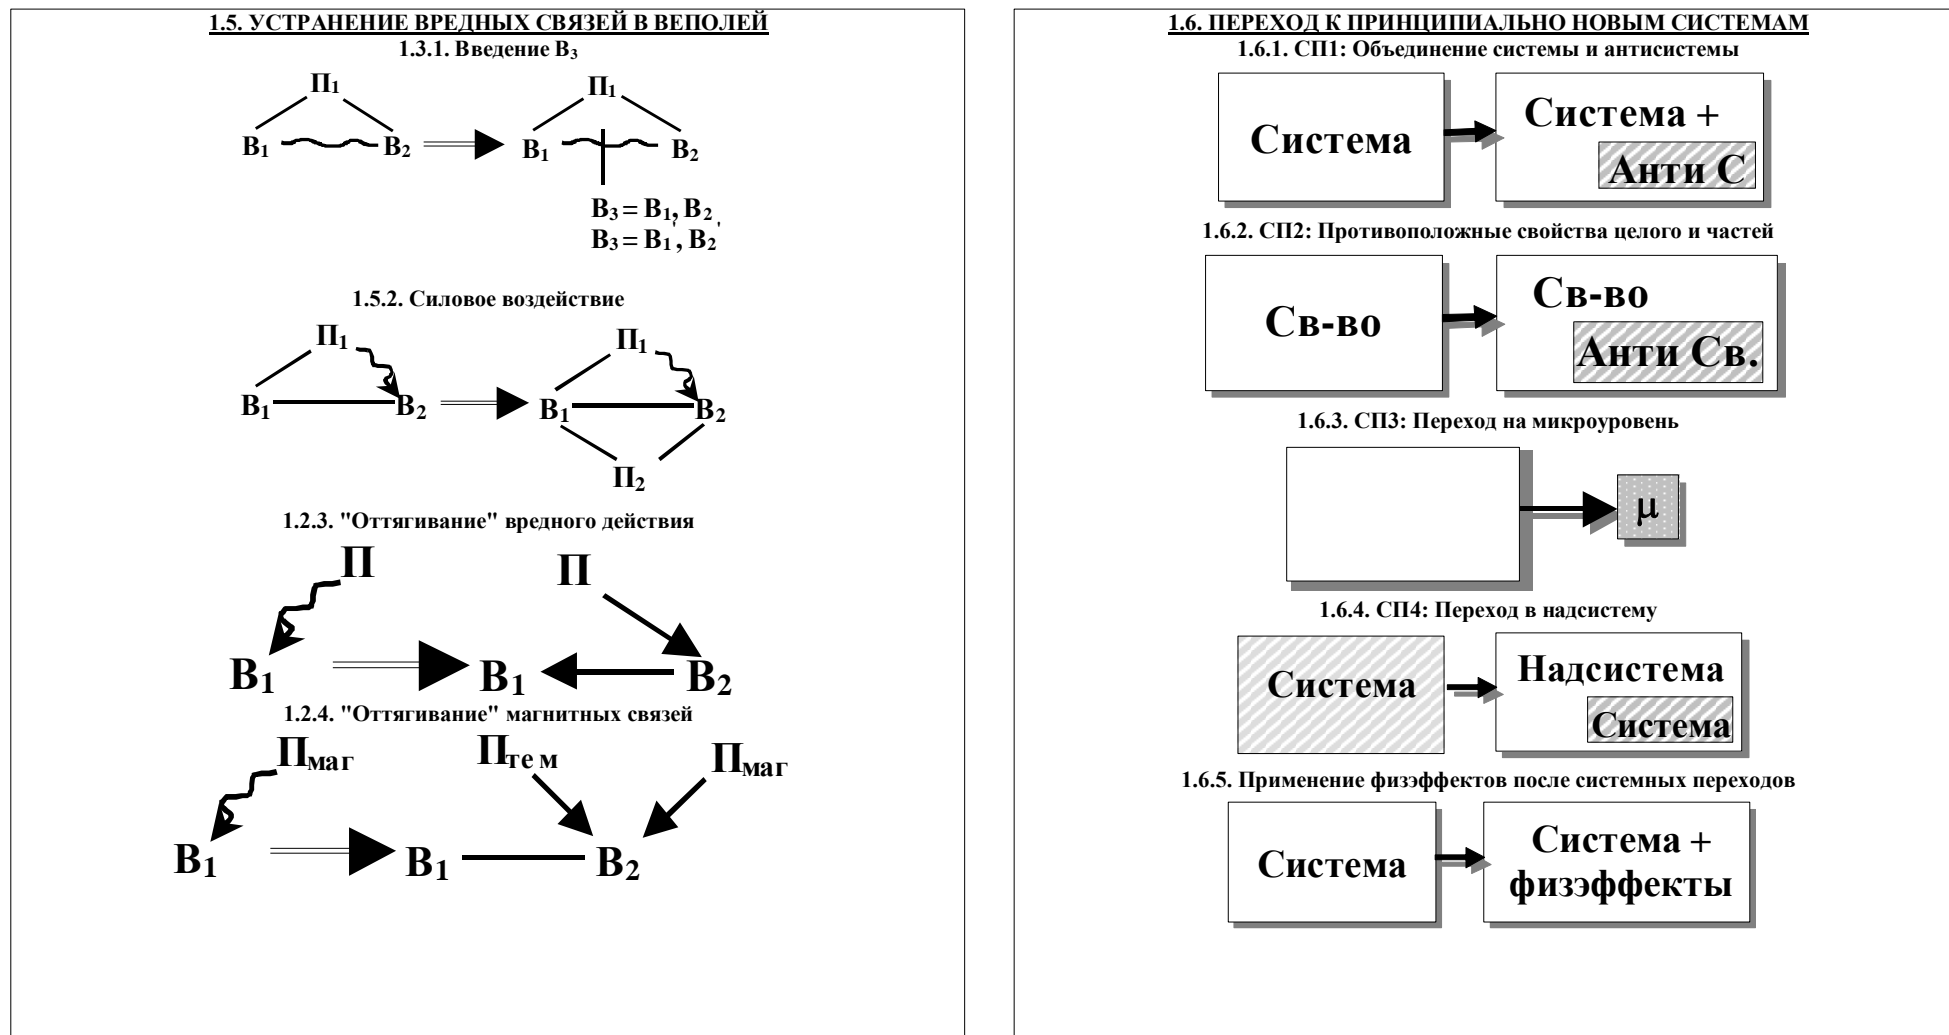 1.5. УСТРАНЕНИЕ ВРЕДНЫХ СВЯЗЕЙ В ВЕПОЛЕЙ
1.3.1. Введение В₃
П₁
П₁
В₁ В₂ В₁ В₂
В₃ = В₁, В₂
В₃ = В₁', В₂'
1.5.2. Силовое воздействие
П₁
П₁
В₁ В₂ В₁ В₂
П₂
1.2.3. "Оттягивание" вредного действия
П П
В₁ В₁ В₂
1.2.4. "Оттягивание" магнитных связей
Пмаг Птем Пмаг
В₁ В₁ В₂
1.6. ПЕРЕХОД К ПРИНЦИПИАЛЬНО НОВЫМ СИСТЕМАМ
1.6.1. СП1: Объединение системы и антисистемы
Система
Система +
Анти С
1.6.2. СП2: Противоположные свойства целого и частей
Св-во
Св-во
Анти Св.
1.6.3. СП3: Переход на микроуровень
μ
1.6.4. СП4: Переход в надсистему
Система
Надсистема
Система
1.6.5. Применение физэффектов после системных переходов
Система
Система +
физэффекты